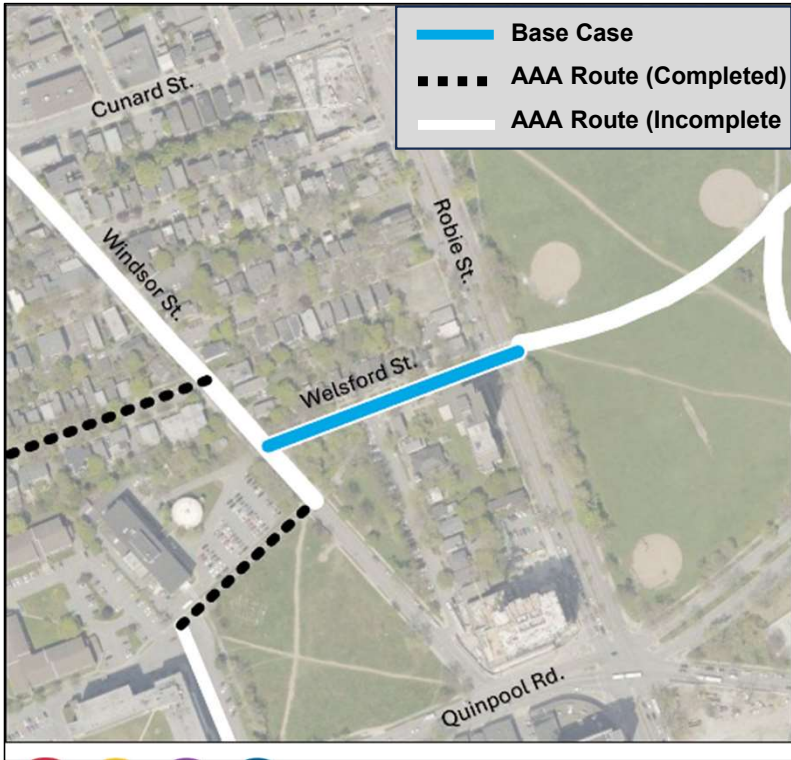 Base Case
AAA Route (Completed)
AAA Route (Incomplete
Cunard St.
Robie St.
Windsor St.
Welsford St.
Quinpool Rd.